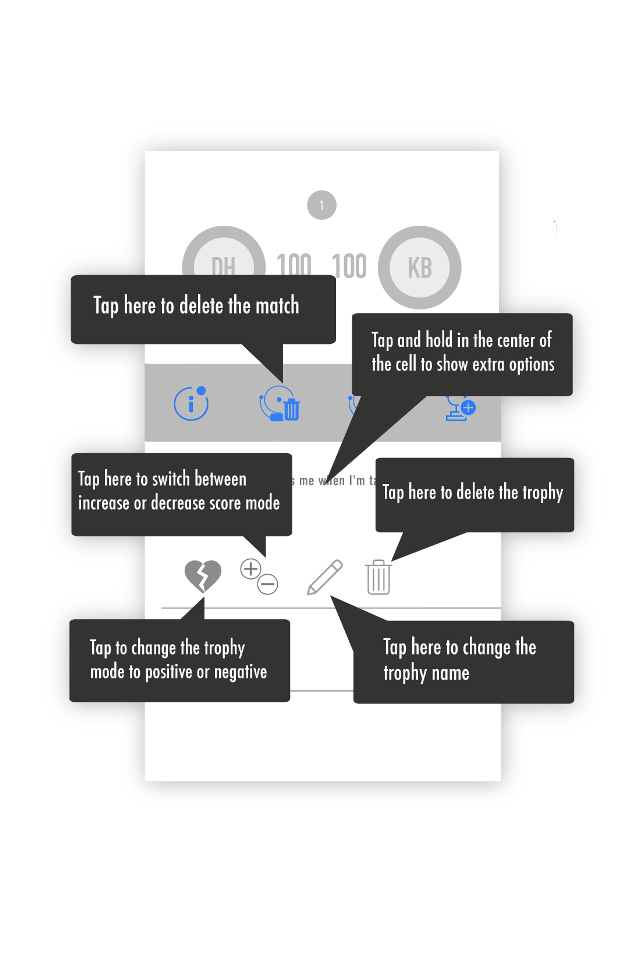 1
DH 100 100 KB
Tap here to delete the match
Tap and hold in the center of
the cell to show extra options
me when I'm
Tap here to switch between
increase or decrease score mode
Tap here to delete the trophy
Tap to change the trophy
mode to positive or negative
Tap here to change the
trophy name